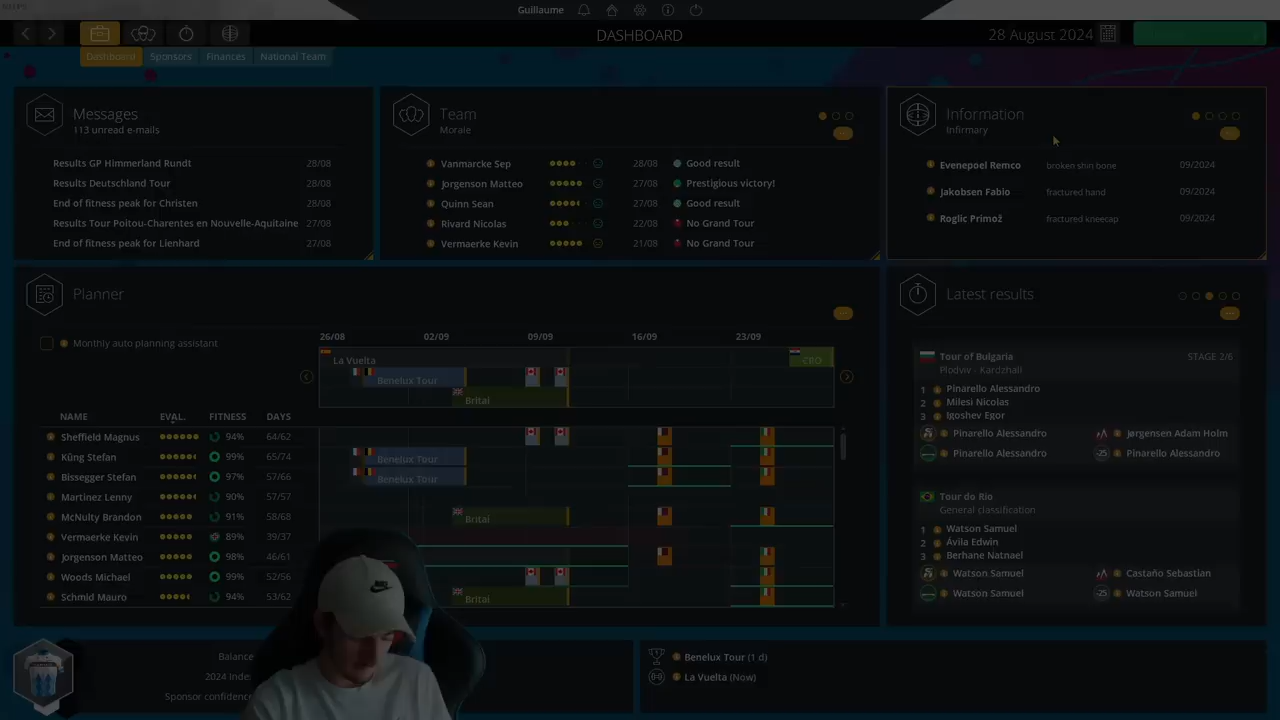 Guillaume
DASHBOARD
28 August 2024
Dashboard
Sponsors
Finances
National Team
Messages
113 unread e-mails
Results GP Himmerland Rundt 28/08
Results Deutschland Tour 28/08
End of fitness peak for Christen 28/08
Results Tour Poitou-Charentes en Nouvelle-Aquitaine 27/08
End of fitness peak for Lienhard 27/08
Team
Morale
Vanmarcke Sep 28/08 Good result
Jorgenson Matteo 27/08 Prestigious victory!
Quinn Sean 27/08 Good result
Rivard Nicolas 22/08 No Grand Tour
Vermaerke Kevin 21/08 No Grand Tour
Information
Infirmary
Evenepoel Remco broken shin bone 09/2024
Jakobsen Fabio fractured hand 09/2024
Roglic Primož fractured kneecap 09/2024
Planner
Monthly auto planning assistant
26/08 02/09 09/09 16/09 23/09
La Vuelta
CRO
Benelux Tour
Britai
NAME EVAL. FITNESS DAYS
Sheffield Magnus 94% 64/62
Küng Stefan 99% 65/74 Benelux Tour
Bissegger Stefan 97% 57/66 Benelux Tour
Martinez Lenny 90% 57/57
McNulty Brandon 91% 58/68 Britai
Vermaerke Kevin 89% 39/37
Jorgenson Matteo 98% 46/61
Woods Michael 99% 52/56
Schmid Mauro 94% 53/62 Britai
Latest results
Tour of Bulgaria STAGE 2/6
Plodviv - Kardzhali
1 Pinarello Alessandro
2 Milesi Nicolas
3 Igoshev Egor
Pinarello Alessandro Jørgensen Adam Holm
Pinarello Alessandro -25 Pinarello Alessandro
Tour do Rio
General classification
1 Watson Samuel
2 Ávila Edwin
3 Berhane Natnael
Watson Samuel Castaño Sebastian
Watson Samuel -25 Watson Samuel
Balance
2024 Inde
Sponsor confidence
Benelux Tour (1 d)
La Vuelta (Now)